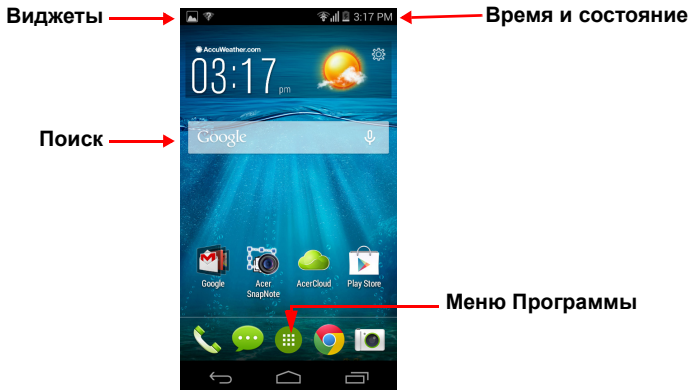 Виджеты
3:17 PM
Время и состояние
AccuWeather.com
03:17 pm
Поиск
Google
Google
Acer
SnapNote
AcerCloud
Play Store
Меню Программы